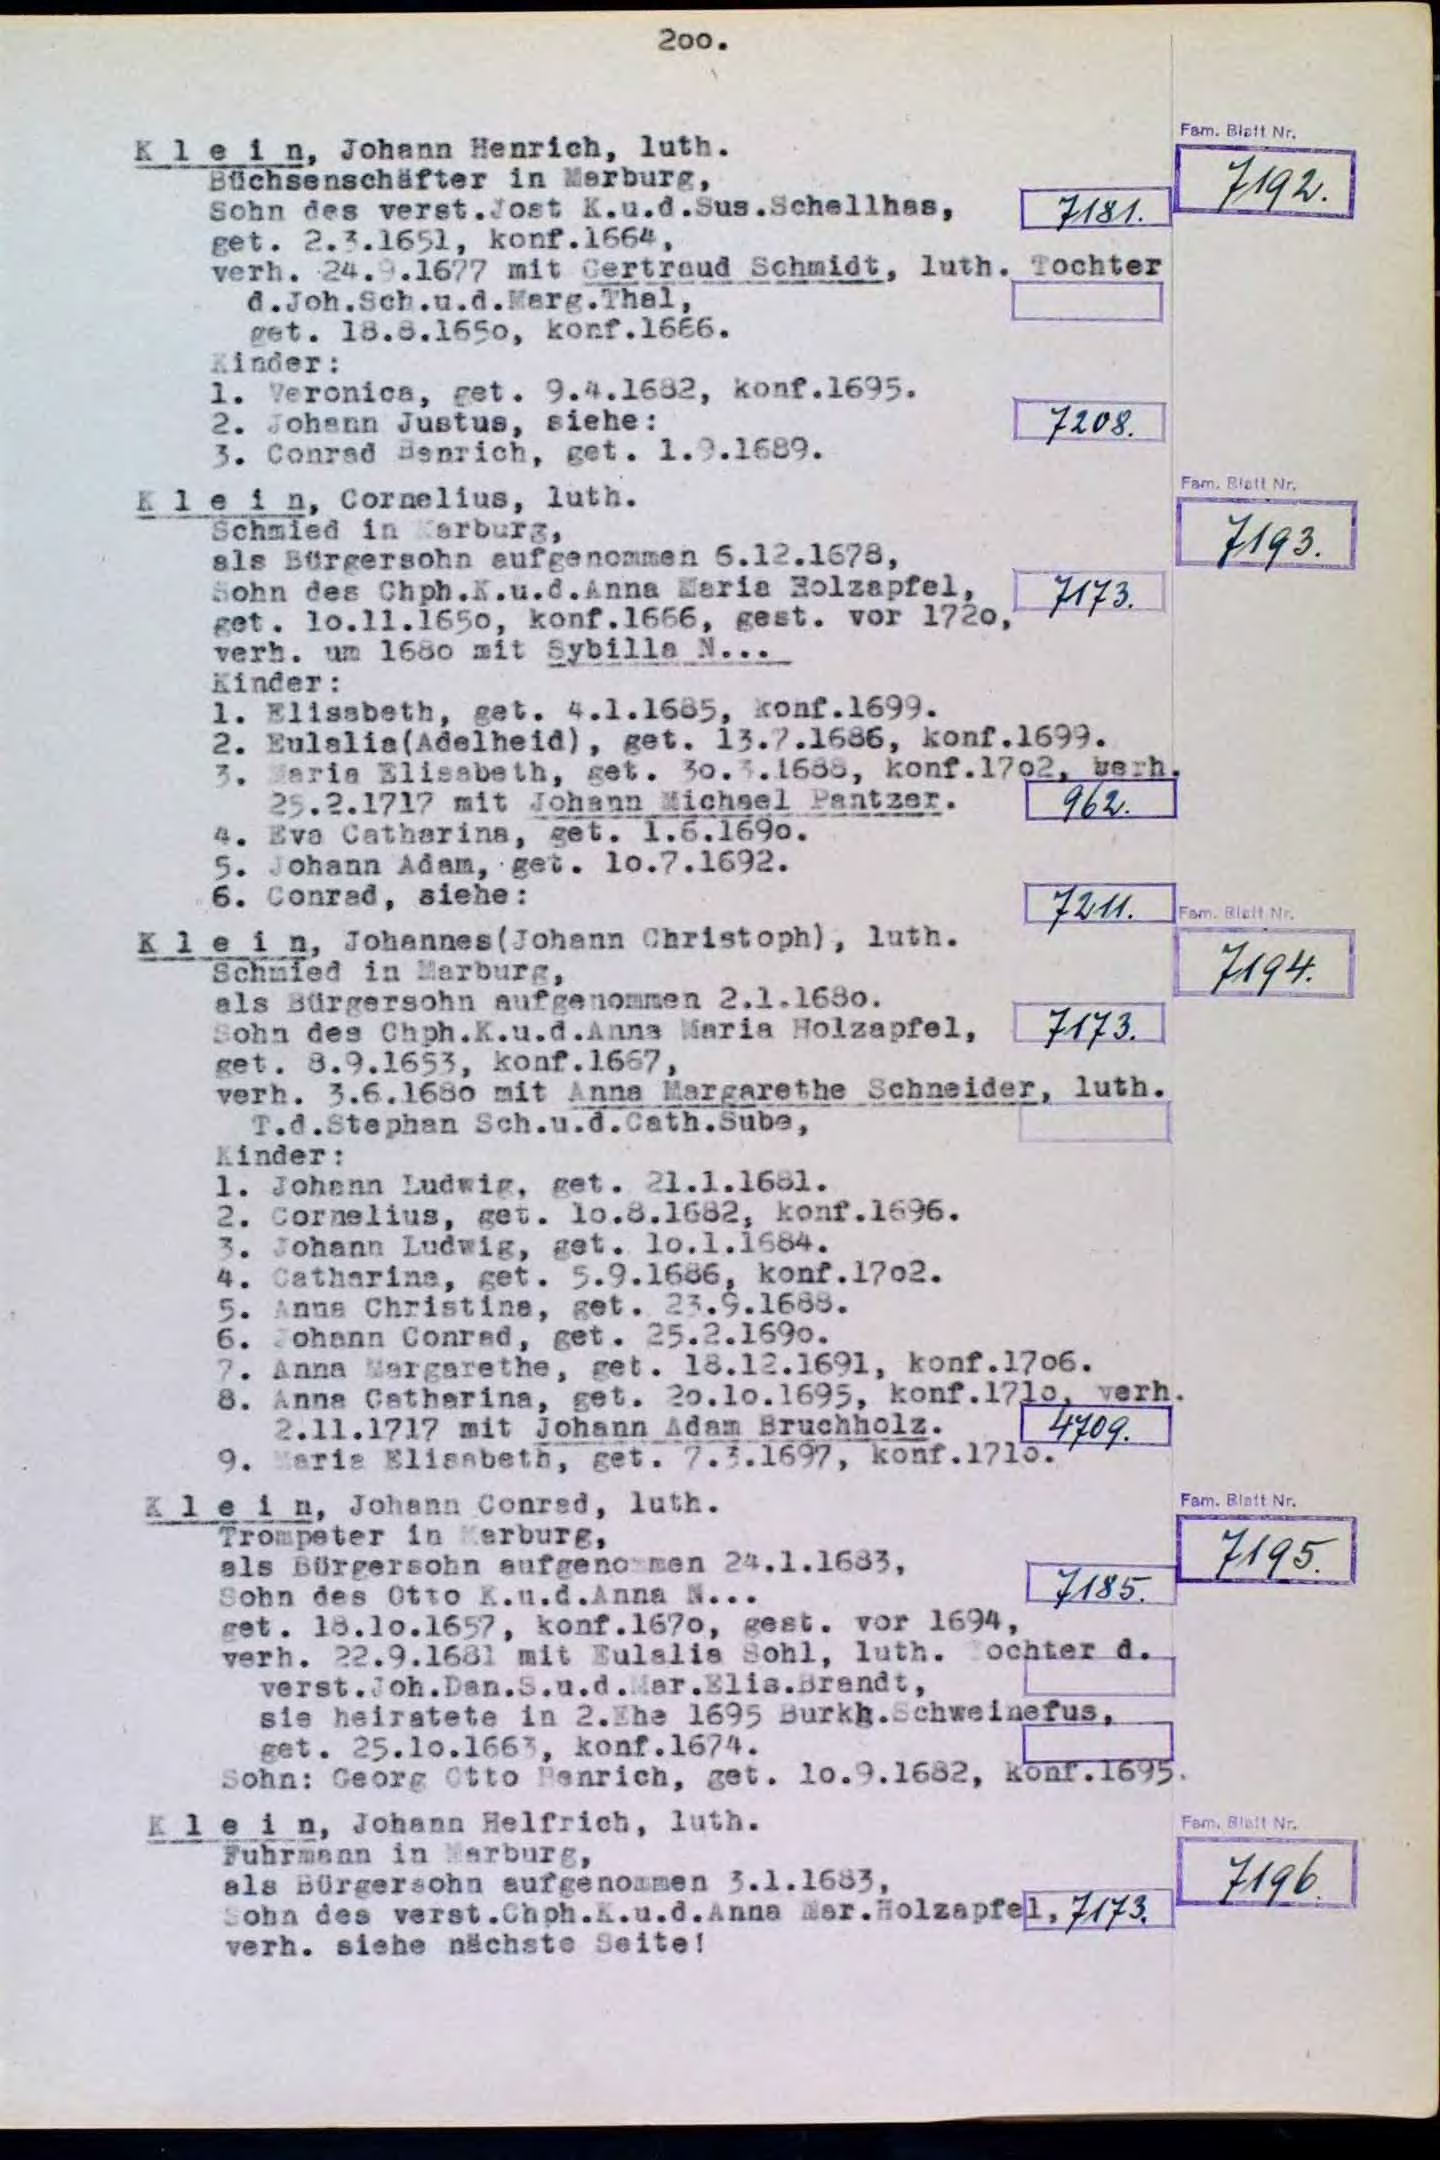 200.
Fam. Blatt Nr.
K l e i n, Johann Henrich, luth.
7192.
Büchsenschäfter in Marburg,
Sohn des verst.Jost K.u.d.Sus.Schellhas, 7181.
get. 2.3.1651, konf.1664,
verh. 24.9.1677 mit Gertraud Schmidt, luth. Tochter
d.Joh.Sch.u.d.Marg.Thal,
get. 18.8.1650, konf.1666.
Kinder:
1. Veronica, get. 9.4.1682, konf.1695.
2. Johann Justus, siehe: 7208.
3. Conrad Henrich, get. 1.9.1689.
Fam. Blatt Nr.
K l e i n, Cornelius, luth.
7193.
Schmied in Marburg,
als Bürgersohn aufgenommen 6.12.1678,
Sohn des Chph.K.u.d.Anna Maria Holzapfel, 7173.
get. 10.11.1650, konf.1666, gest. vor 1720,
verh. um 1680 mit Sybilla N...
Kinder:
1. Elisabeth, get. 4.1.1685, konf.1699.
2. Eulalia(Adelheid), get. 13.7.1686, konf.1699.
3. Maria Elisabeth, get. 30.3.1688, konf.1702, verh.
25.2.1717 mit Johann Michael Pantzer. 962.
4. Eva Catharina, get. 1.6.1690.
5. Johann Adam, get. 10.7.1692.
6. Conrad, siehe: 7211.
Fam. Blatt Nr.
K l e i n, Johannes(Johann Christoph), luth.
7194.
Schmied in Marburg,
als Bürgersohn aufgenommen 2.1.1680.
Sohn des Chph.K.u.d.Anna Maria Holzapfel, 7173.
get. 8.9.1653, konf.1667,
verh. 3.6.1680 mit Anna Margarethe Schneider, luth.
T.d.Stephan Sch.u.d.Cath.Suba,
Kinder:
1. Johann Ludwig, get. 21.1.1681.
2. Cornelius, get. 10.8.1682, konf.1696.
3. Johann Ludwig, get. 10.1.1684.
4. Catharina, get. 5.9.1686, konf.1702.
5. Anna Christina, get. 23.9.1688.
6. Johann Conrad, get. 25.2.1690.
7. Anna Margarethe, get. 18.12.1691, konf.1706.
8. Anna Catharina, get. 20.10.1695, konf.1710, verh.
2.11.1717 mit Johann Adam Bruchholz. 4709.
9. Maria Elisabeth, get. 7.3.1697, konf.1710.
Fam. Blatt Nr.
K l e i n, Johann Conrad, luth.
7195.
Trompeter in Marburg,
als Bürgersohn aufgenommen 24.1.1683,
Sohn des Otto K.u.d.Anna N... 7185.
get. 18.10.1657, konf.1670, gest. vor 1694,
verh. 22.9.1681 mit Eulalia Sohl, luth. Tochter d.
verst.Joh.Dan.S.u.d.Mar.Elis.Brandt,
sie heiratete in 2.Ehe 1695 Burkh.Schweinefus,
get. 25.10.1663, konf.1674.
Sohn: Georg Otto Henrich, get. 10.9.1682, konf.1695.
Fam. Blatt Nr.
K l e i n, Johann Helfrich, luth.
7196.
Fuhrmann in Marburg,
als Bürgersohn aufgenommen 3.1.1683,
Sohn des verst.Chph.K.u.d.Anna Mar.Holzapfel, 7173.
verh. siehe nächste Seite!